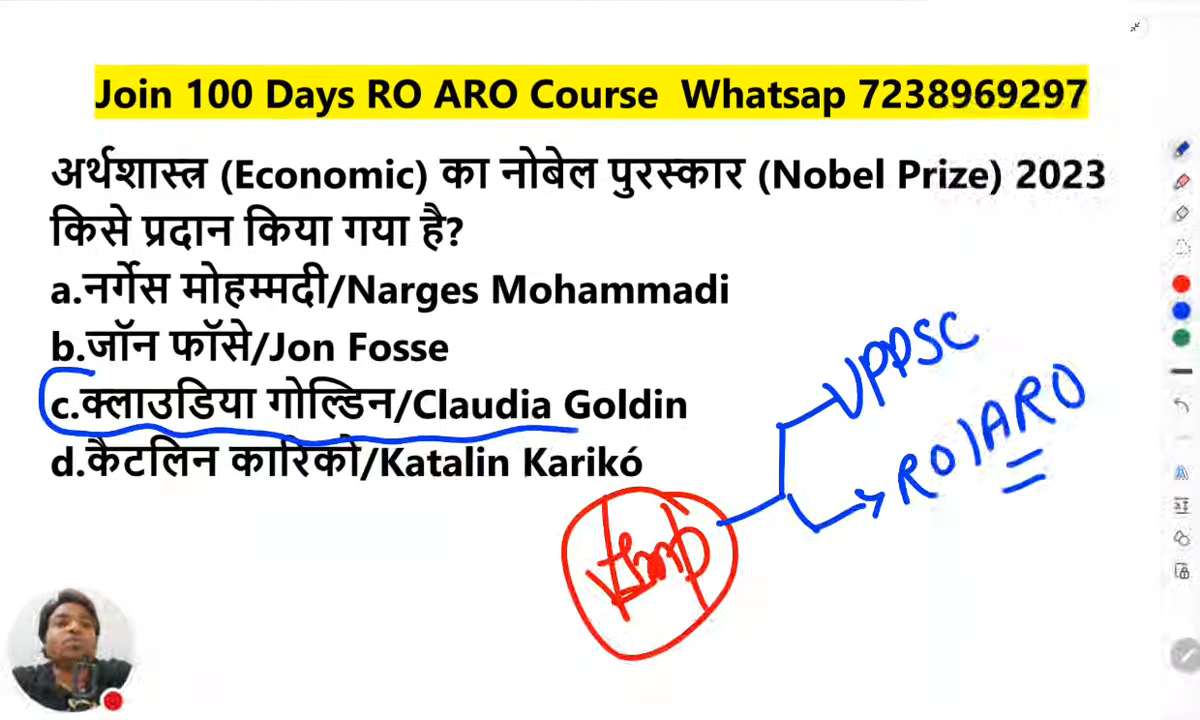 Join 100 Days RO ARO Course Whatsap 7238969297
अर्थशास्त्र (Economic) का नोबेल पुरस्कार (Nobel Prize) 2023
किसे प्रदान किया गया है?
a.नर्गेस मोहम्मदी/Narges Mohammadi
b.जॉन फॉसे/Jon Fosse
c.क्लाउडिया गोल्डिन/Claudia Goldin
d.कैटलिन कारिको/Katalin Karikó
UPPSC
RO/ARO